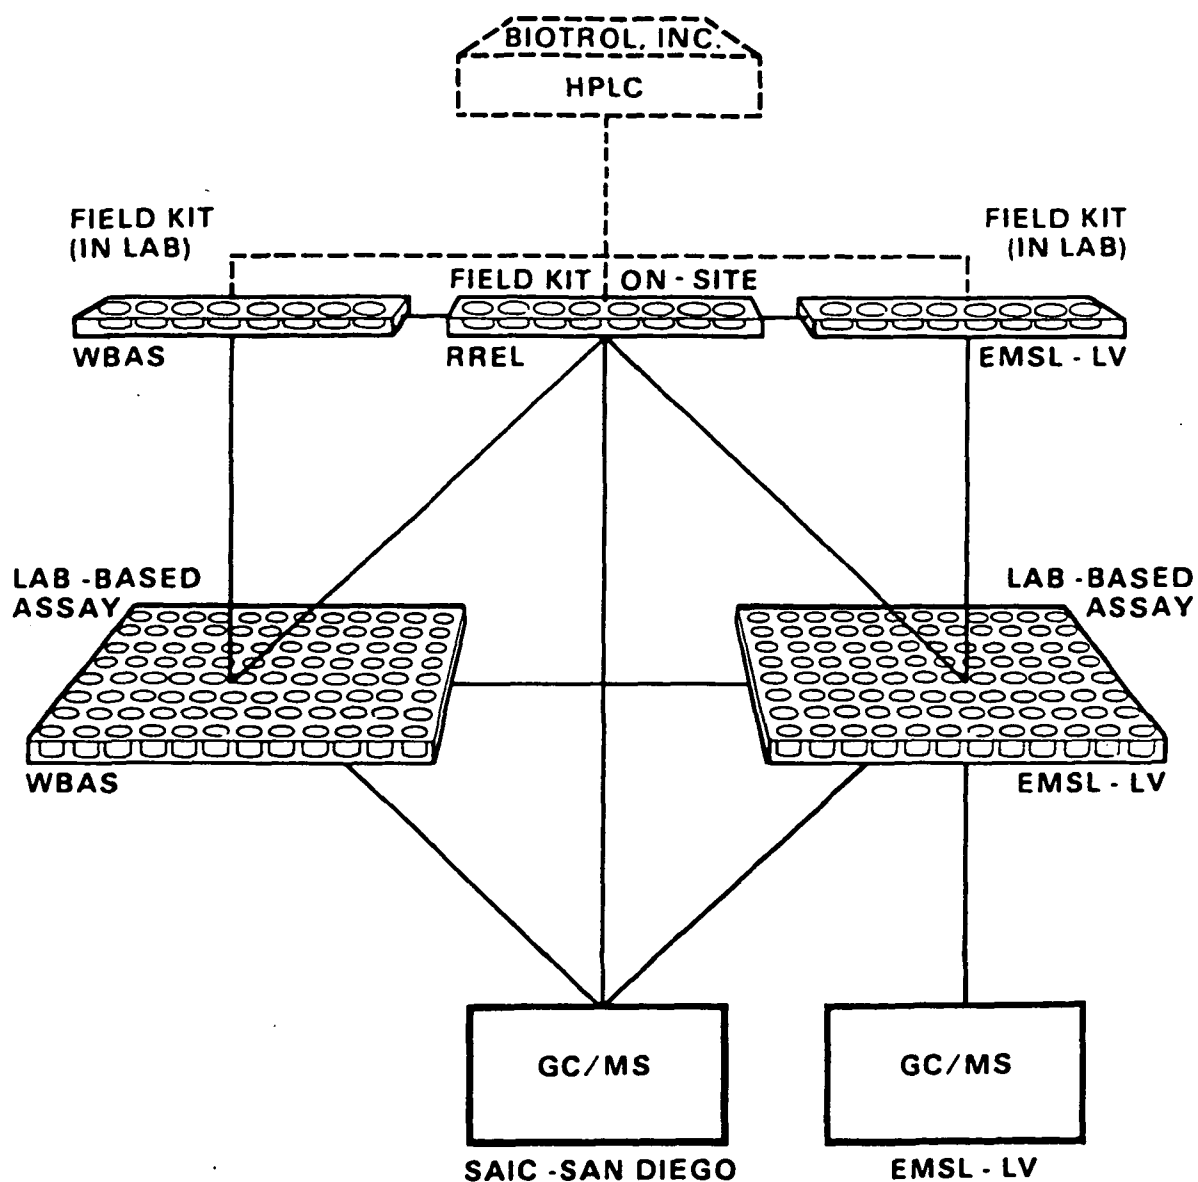 BIOTROL, INC.
HPLC
FIELD KIT
(IN LAB)
FIELD KIT
(IN LAB)
FIELD KIT ON - SITE
WBAS
RREL
EMSL - LV
LAB -BASED
ASSAY
LAB -BASED
ASSAY
WBAS
EMSL - LV
GC/MS
GC/MS
SAIC -SAN DIEGO
EMSL - LV